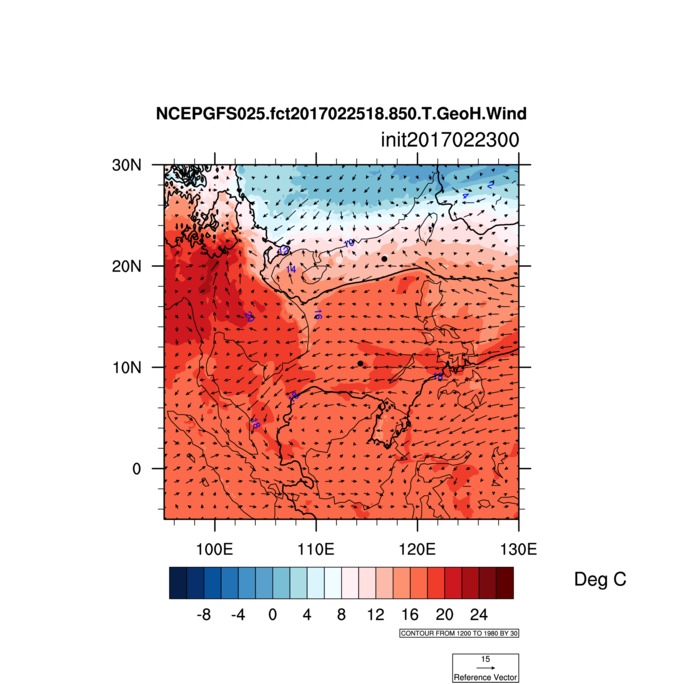 NCEPGFS025.fct2017022518.850.T.GeoH.Wind
init2017022300
30N
20N
10N
0
100E
110E
120E
130E
-8
-4
0
4
8
12
16
20
24
Deg C
CONTOUR FROM 1200 TO 1980 BY 30
15
Reference Vector